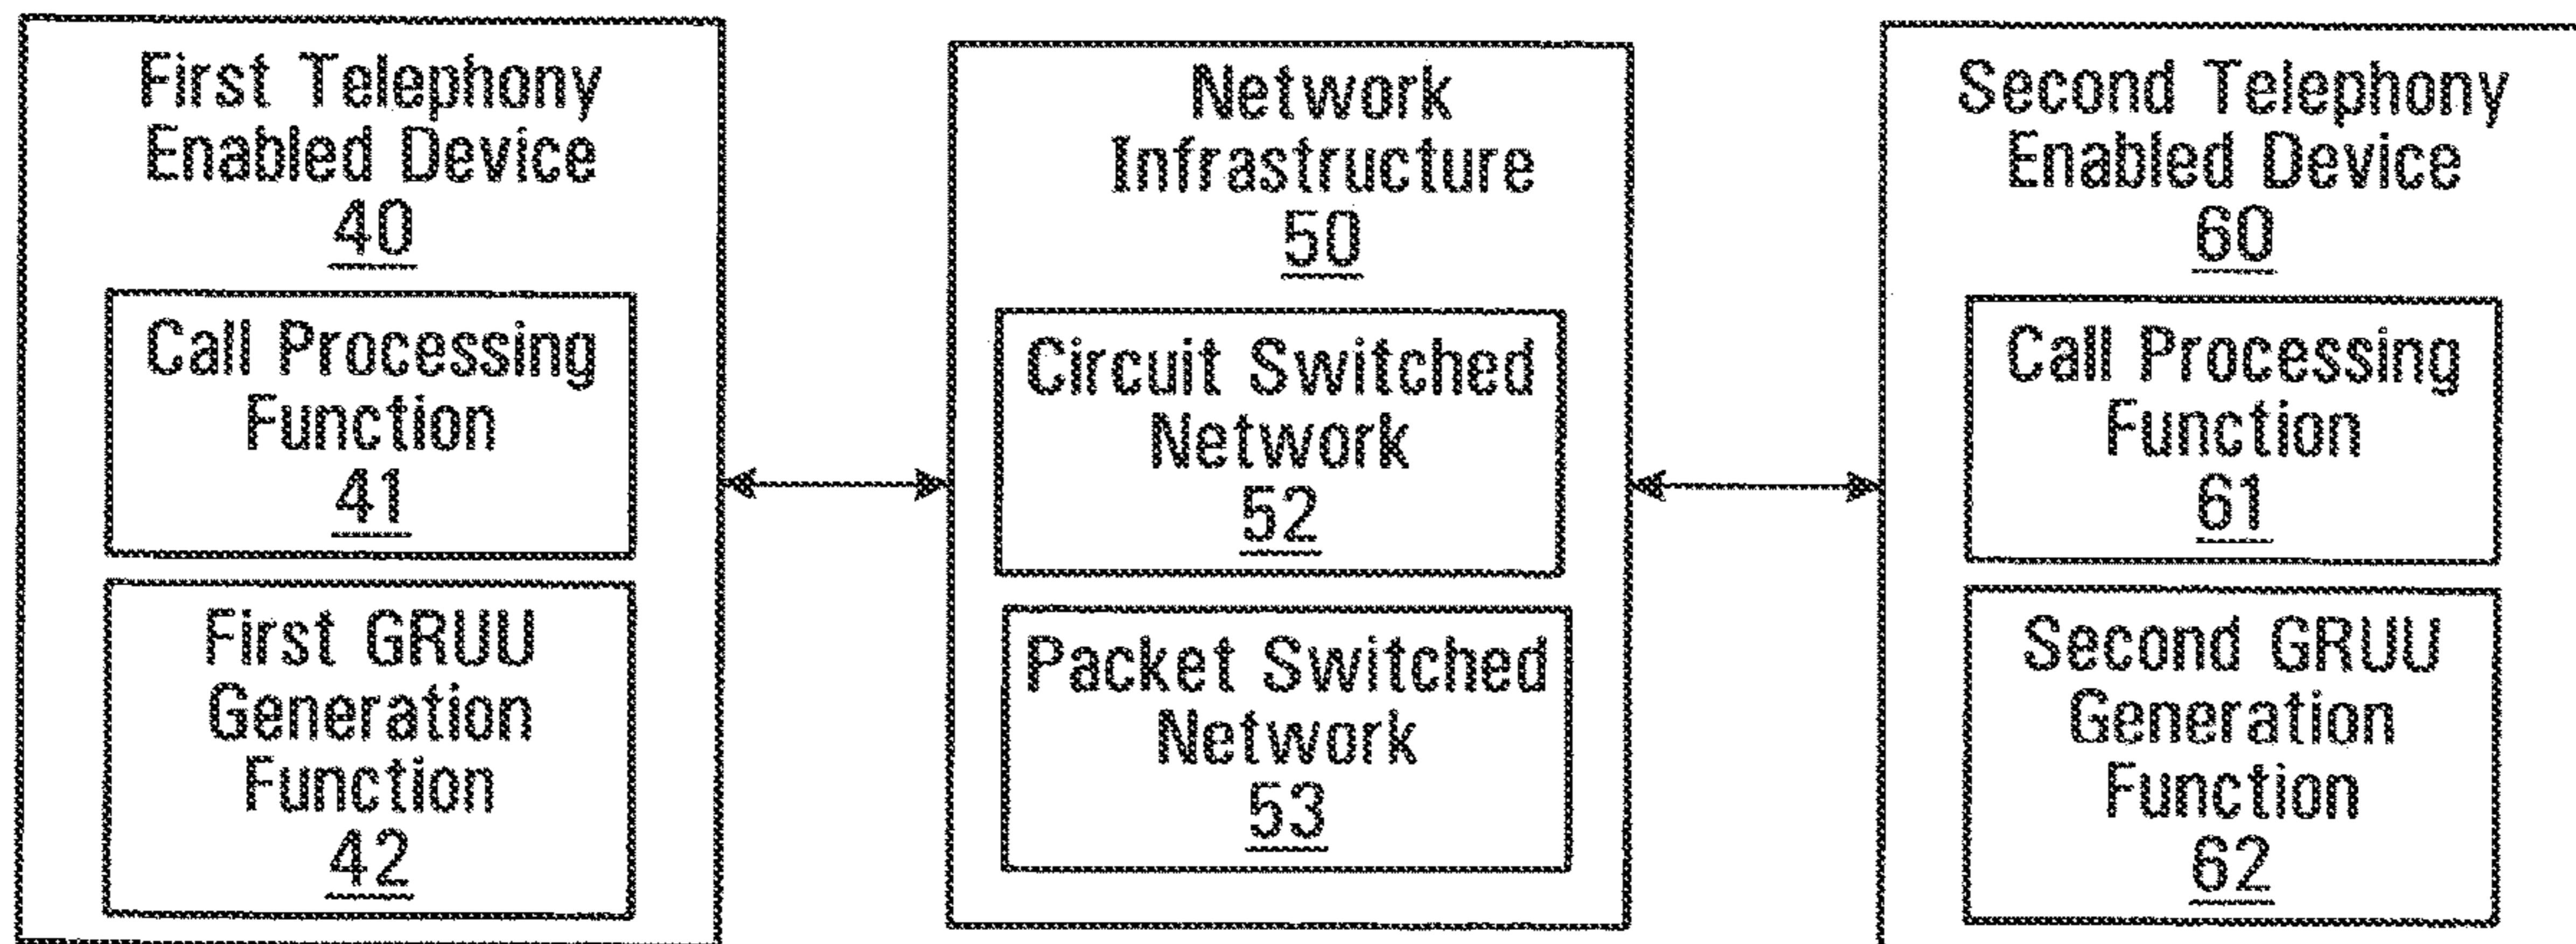 First Telephony
Enabled Device
40
Call Processing
Function
41
First GRUU
Generation
Function
42
Network
Infrastructure
50
Circuit Switched
Network
52
Packet Switched
Network
53
Second Telephony
Enabled Device
60
Call Processing
Function
61
Second GRUU
Generation
Function
62